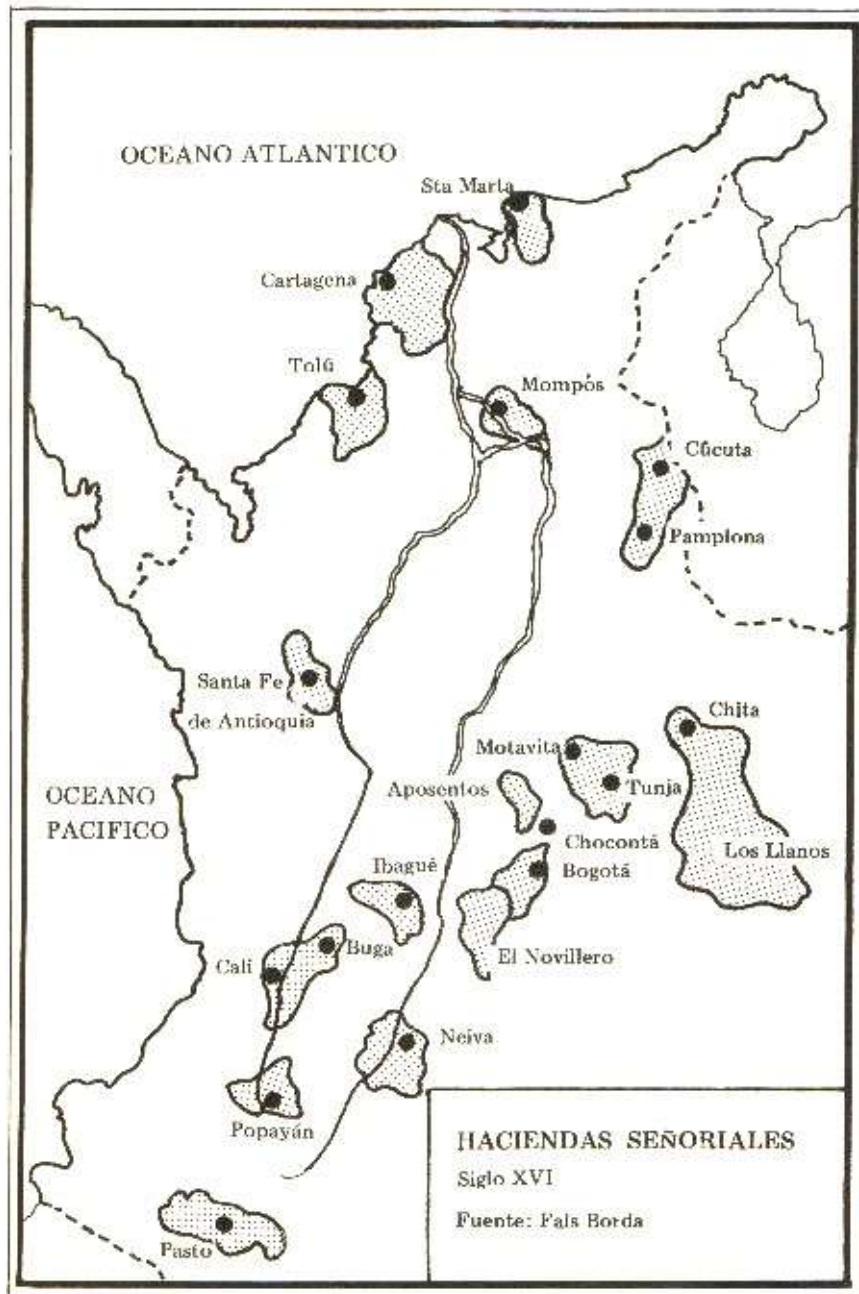 OCEANO ATLANTICO
Sta Marta
Cartagena
Tolú
Mompós
Cúcuta
Pamplona
Santa Fe
de Antioquia
Chita
Motavita
Tunja
Aposentos
OCEANO
PACIFICO
Chocontá
Los Llanos
Bogotá
Ibagué
Buga
Cali
El Novillero
Neiva
Popayán
HACIENDAS SEÑORIALES
Siglo XVI
Fuente: Fals Borda
Pasto